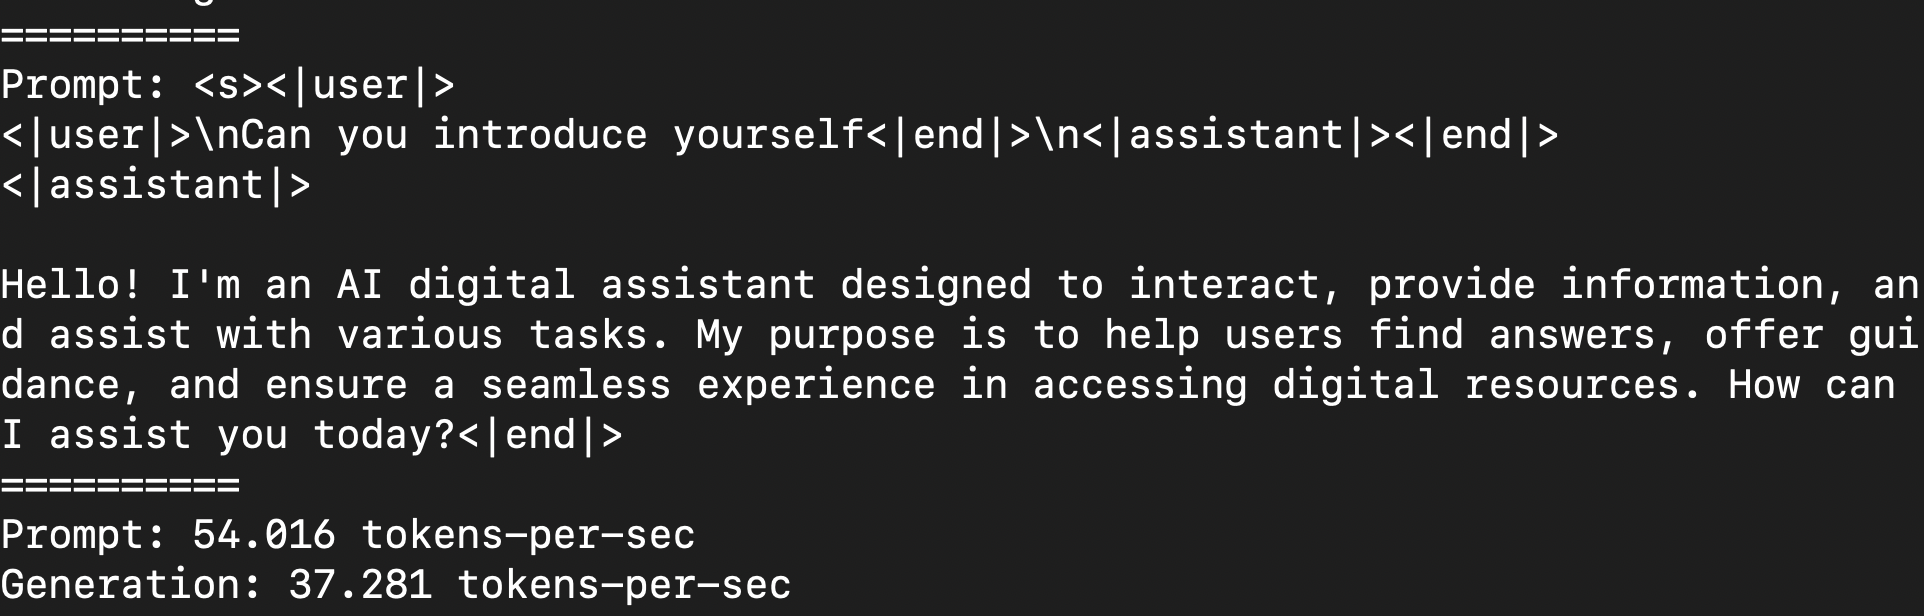 ==========
Prompt: <s><|user|>
<|user|>\nCan you introduce yourself<|end|>\n<|assistant|><|end|>
<|assistant|>
Hello! I'm an AI digital assistant designed to interact, provide information, an
d assist with various tasks. My purpose is to help users find answers, offer gui
dance, and ensure a seamless experience in accessing digital resources. How can
I assist you today?<|end|>
==========
Prompt: 54.016 tokens-per-sec
Generation: 37.281 tokens-per-sec